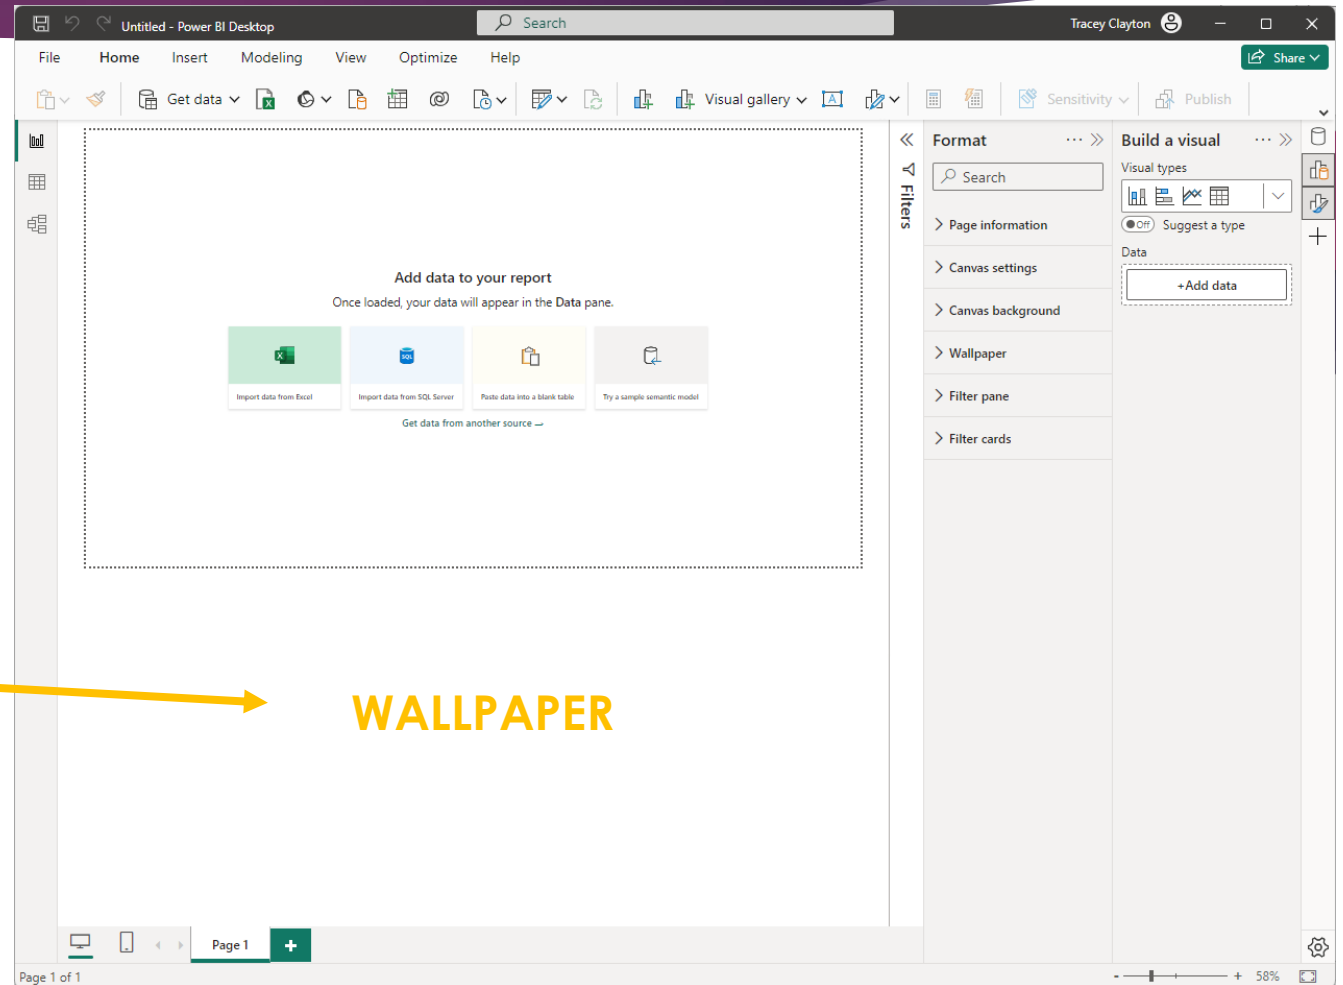 Untitled - Power BI Desktop
Search
Tracey Clayton
File Home Insert Modeling View Optimize Help
Share
Get data
Visual gallery
Sensitivity
Publish
Filters
Format
Search
Page information
Canvas settings
Canvas background
Wallpaper
Filter pane
Filter cards
Build a visual
Visual types
Off Suggest a type
Data
+Add data
Add data to your report
Once loaded, your data will appear in the Data pane.
SQL
Import data from Excel
Import data from SQL Server
Paste data into a blank table
Try a sample semantic model
Get data from another source →
WALLPAPER
Page 1
Page 1 of 1
58%